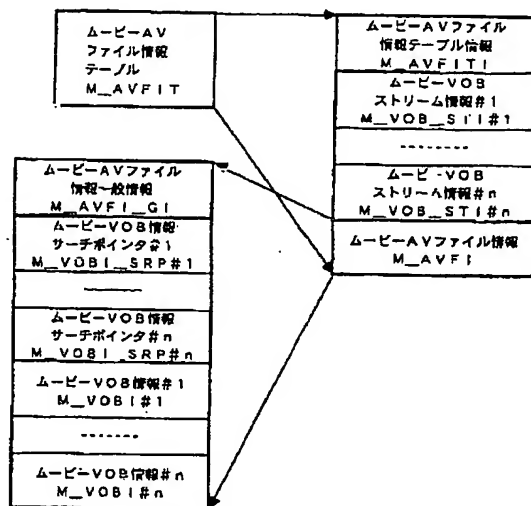 ムービーAV
ファイル情報
テーブル
M_AVFIT
ムービーAVファイル
情報テーブル情報
M_AVFITI
ムービーVOB
ストリーム情報#1
M_VOB_STI#1
--------
ムービーVOB
ストリーム情報#n
M_VOB_STI#n
ムービーAVファイル情報
M_AVFI
ムービーAVファイル
情報一般情報
M_AVFI_GI
ムービーVOB情報
サーチポインタ#1
M_VOBI_SRP#1
--------
ムービーVOB情報
サーチポインタ#n
M_VOBI_SRP#n
ムービーVOB情報#1
M_VOBI#1
-------
ムービーVOB情報#n
M_VOBI#n